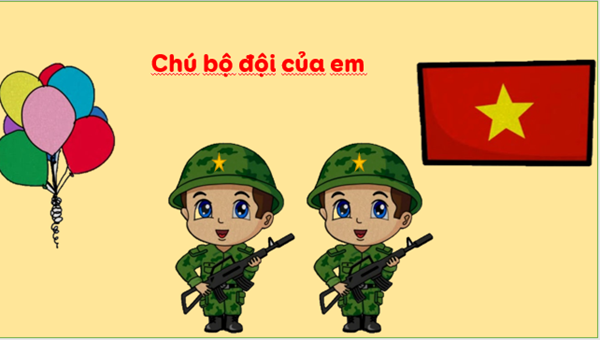 Chú bộ đội của em